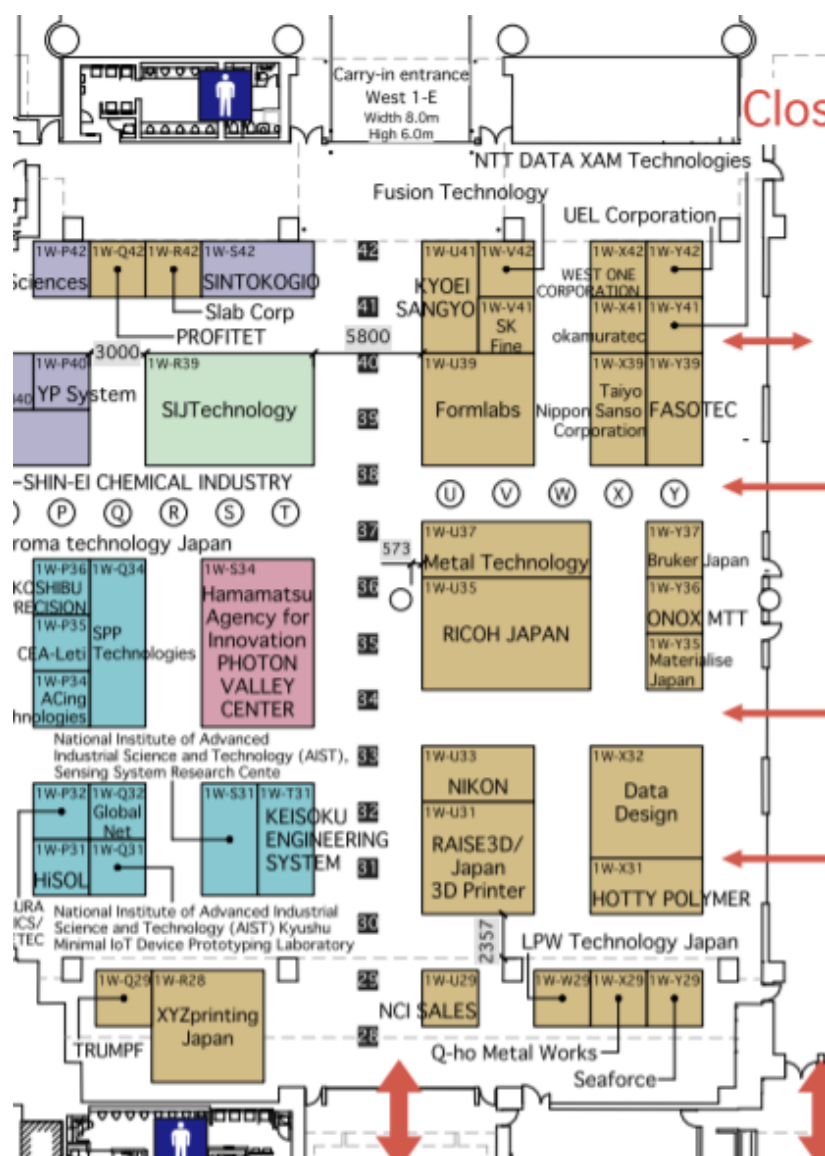 Carry-in entrance
West 1-E
Width 8.0m
High 6.0m
Clos
NTT DATA XAM Technologies
Fusion Technology
UEL Corporation
1W-P42
Sciences
1W-Q42
1W-R42
1W-S42
SINTOKOGIO
Slab Corp
PROFITET
42
1W-U41
KYOEI
SANGYO
1W-V42
1W-V41
SK
Fine
1W-X42
WEST ONE
CORPORATION
1W-Y42
41
1W-X41
okamuratec
1W-Y41
3000
5800
1W-P40
YP System
40
1W-R39
SIJTechnology
40
39
1W-U39
Formlabs
1W-X39
Taiyo
Nippon Sanso
Corporation
1W-Y39
FASOTEC
38
-SHIN-EI CHEMICAL INDUSTRY
P Q R S T
U V W X Y
roma technology Japan
37
573
1W-U37
Metal Technology
1W-Y37
Bruker Japan
1W-P36
KOSHIBU
PRECISION
1W-Q34
SPP
Technologies
1W-P35
CEA-Leti
1W-P34
ACing
hnologies
1W-S34
Hamamatsu
Agency for
Innovation
PHOTON
VALLEY
CENTER
36
35
34
1W-U35
RICOH JAPAN
1W-Y36
ONOX MTT
1W-Y35
Materialise
Japan
National Institute of Advanced
Industrial Science and Technology (AIST),
Sensing System Research Cente
33
1W-U33
NIKON
1W-X32
Data
Design
1W-P32
1W-Q32
Global
Net
1W-P31
HiSOL
1W-Q31
1W-S31
1W-T31
KEISOKU
ENGINEERING
SYSTEM
32
31
1W-U31
RAISE3D/
Japan
3D Printer
1W-X31
HOTTY POLYMER
URA
ICS/
TEC
National Institute of Advanced Industrial
Science and Technology (AIST) Kyushu
Minimal IoT Device Prototyping Laboratory
30
2357
LPW Technology Japan
1W-Q29
1W-R28
XYZprinting
Japan
TRUMPF
29
28
1W-U29
NCI SALES
1W-W29
1W-X29
1W-Y29
Q-ho Metal Works
Seaforce